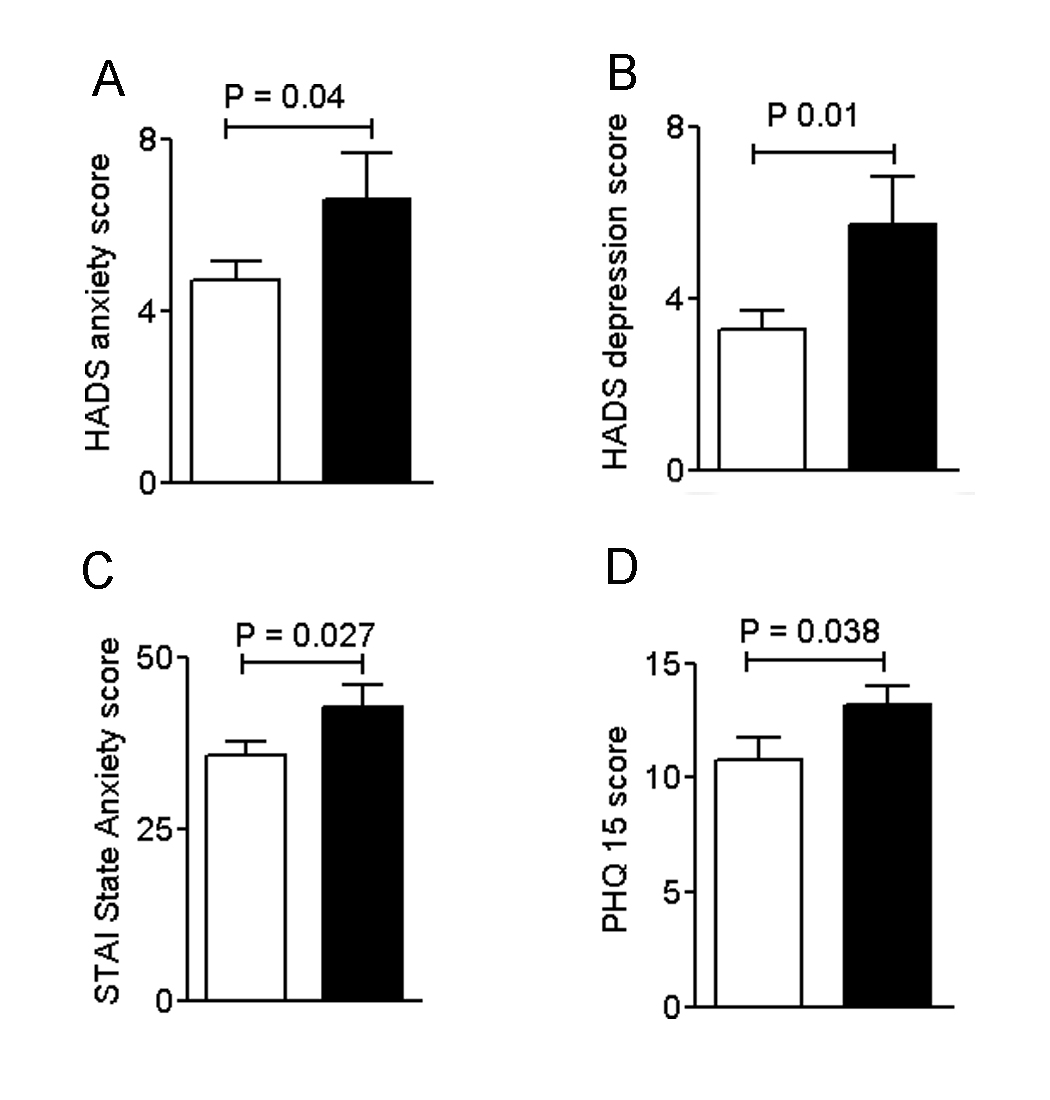 A
P = 0.04
HADS anxiety score
8
4
0
B
P 0.01
HADS depression score
8
4
0
C
P = 0.027
STAI State Anxiety score
50
25
0
D
P = 0.038
PHQ 15 score
15
10
5
0